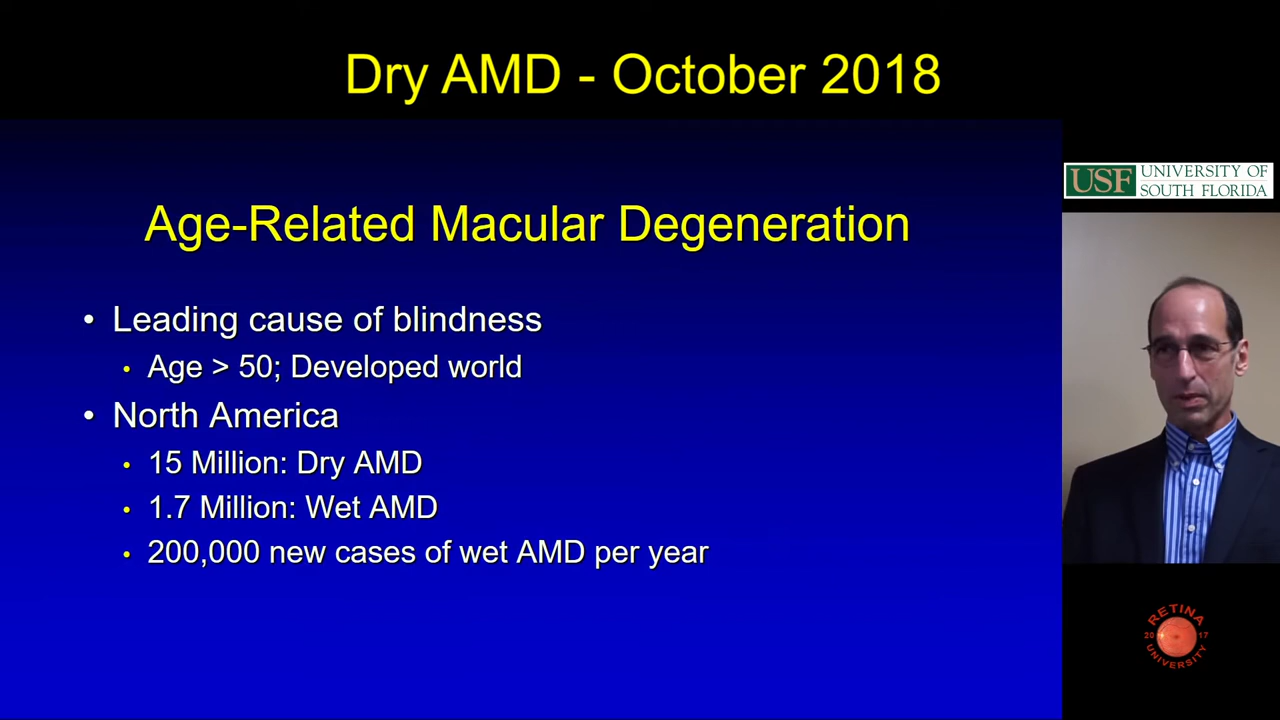 Dry AMD - October 2018
USF UNIVERSITY OF
SOUTH FLORIDA
Age-Related Macular Degeneration
• Leading cause of blindness
• Age > 50; Developed world
• North America
• 15 Million: Dry AMD
• 1.7 Million: Wet AMD
• 200,000 new cases of wet AMD per year
RETINA
20 17
UNIVERSITY